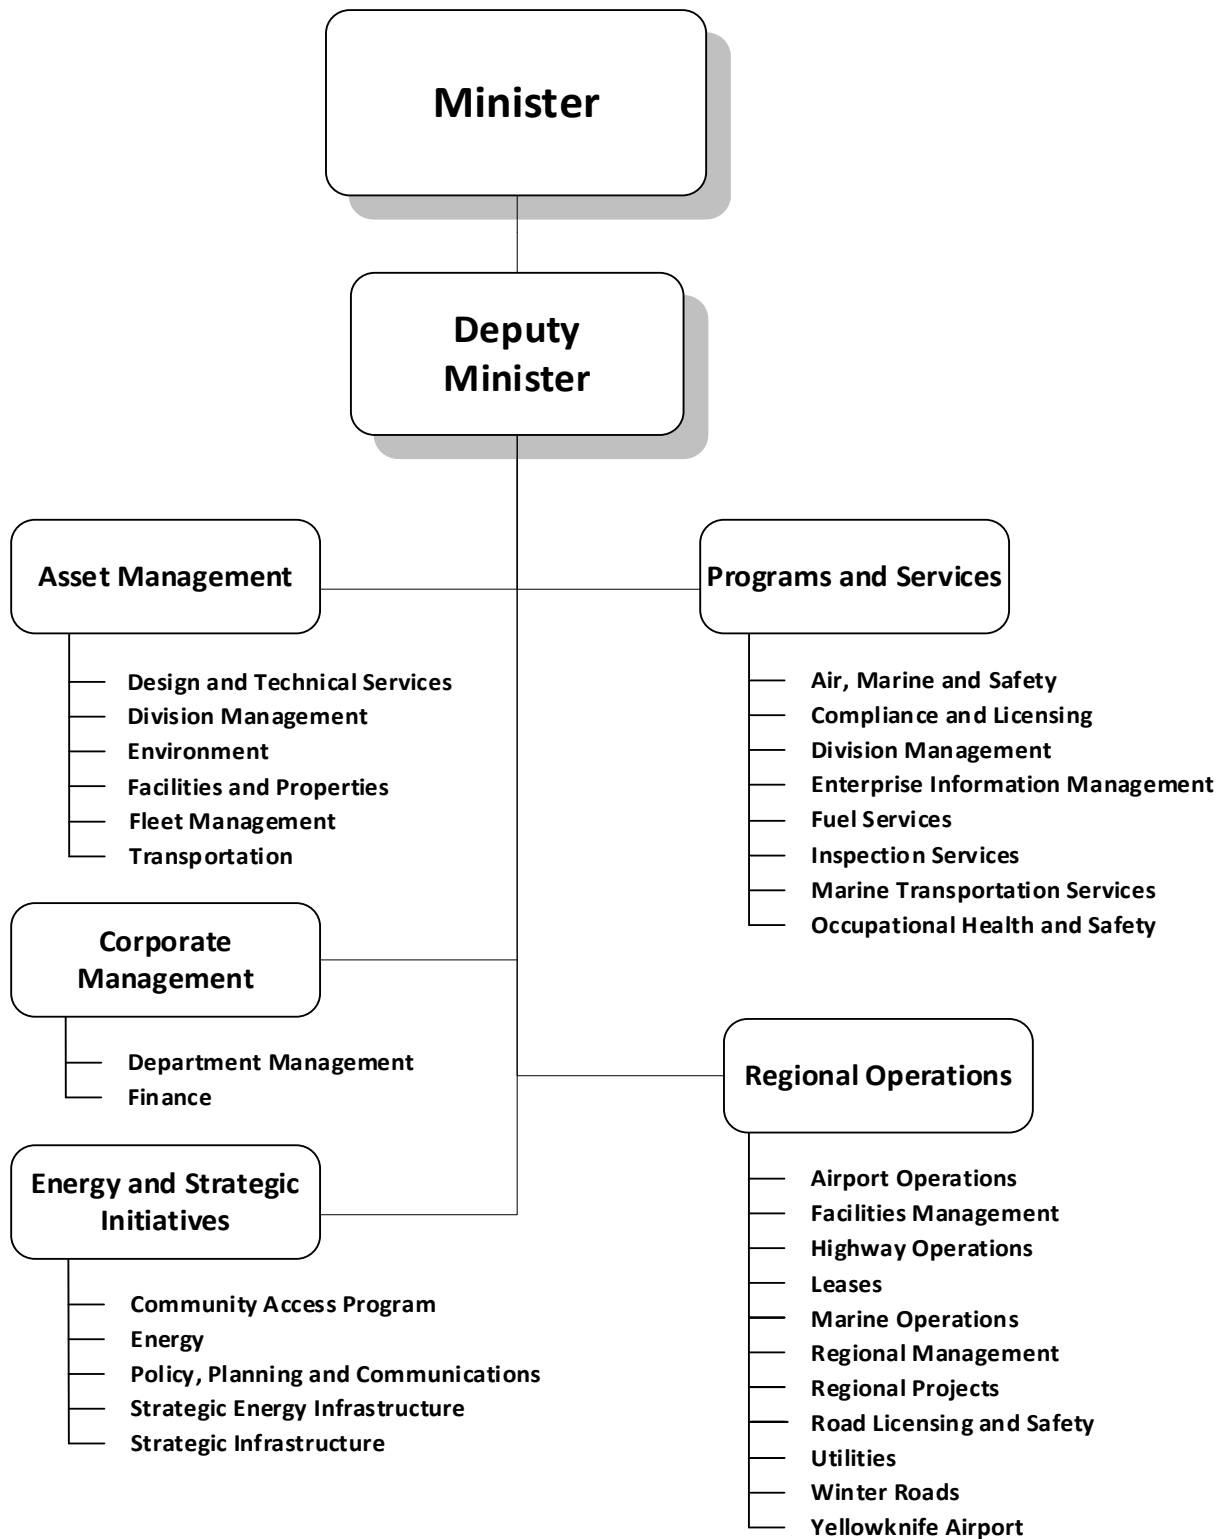 Minister
Deputy
Minister
Asset Management
Design and Technical Services
Division Management
Environment
Facilities and Properties
Fleet Management
Transportation
Corporate
Management
Department Management
Finance
Energy and Strategic
Initiatives
Community Access Program
Energy
Policy, Planning and Communications
Strategic Energy Infrastructure
Strategic Infrastructure
Programs and Services
Air, Marine and Safety
Compliance and Licensing
Division Management
Enterprise Information Management
Fuel Services
Inspection Services
Marine Transportation Services
Occupational Health and Safety
Regional Operations
Airport Operations
Facilities Management
Highway Operations
Leases
Marine Operations
Regional Management
Regional Projects
Road Licensing and Safety
Utilities
Winter Roads
Yellowknife Airport